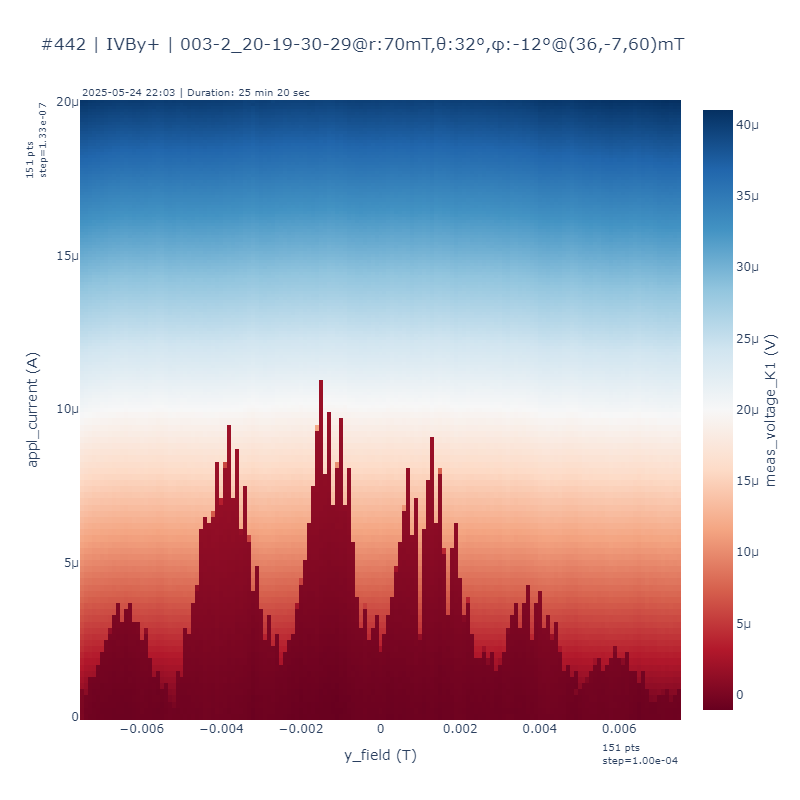 #442 | IVBy+ | 003-2_20-19-30-29@r:70mT,θ:32°,φ:-12°@(36,-7,60)mT
2025-05-24 22:03 | Duration: 25 min 20 sec
151 pts
step=1.33e-07
20μ
15μ
10μ
5μ
0
appl_current (A)
−0.006
−0.004
−0.002
0
0.002
0.004
0.006
y_field (T)
151 pts
step=1.00e-04
40μ
35μ
30μ
25μ
20μ
15μ
10μ
5μ
0
meas_voltage_K1 (V)